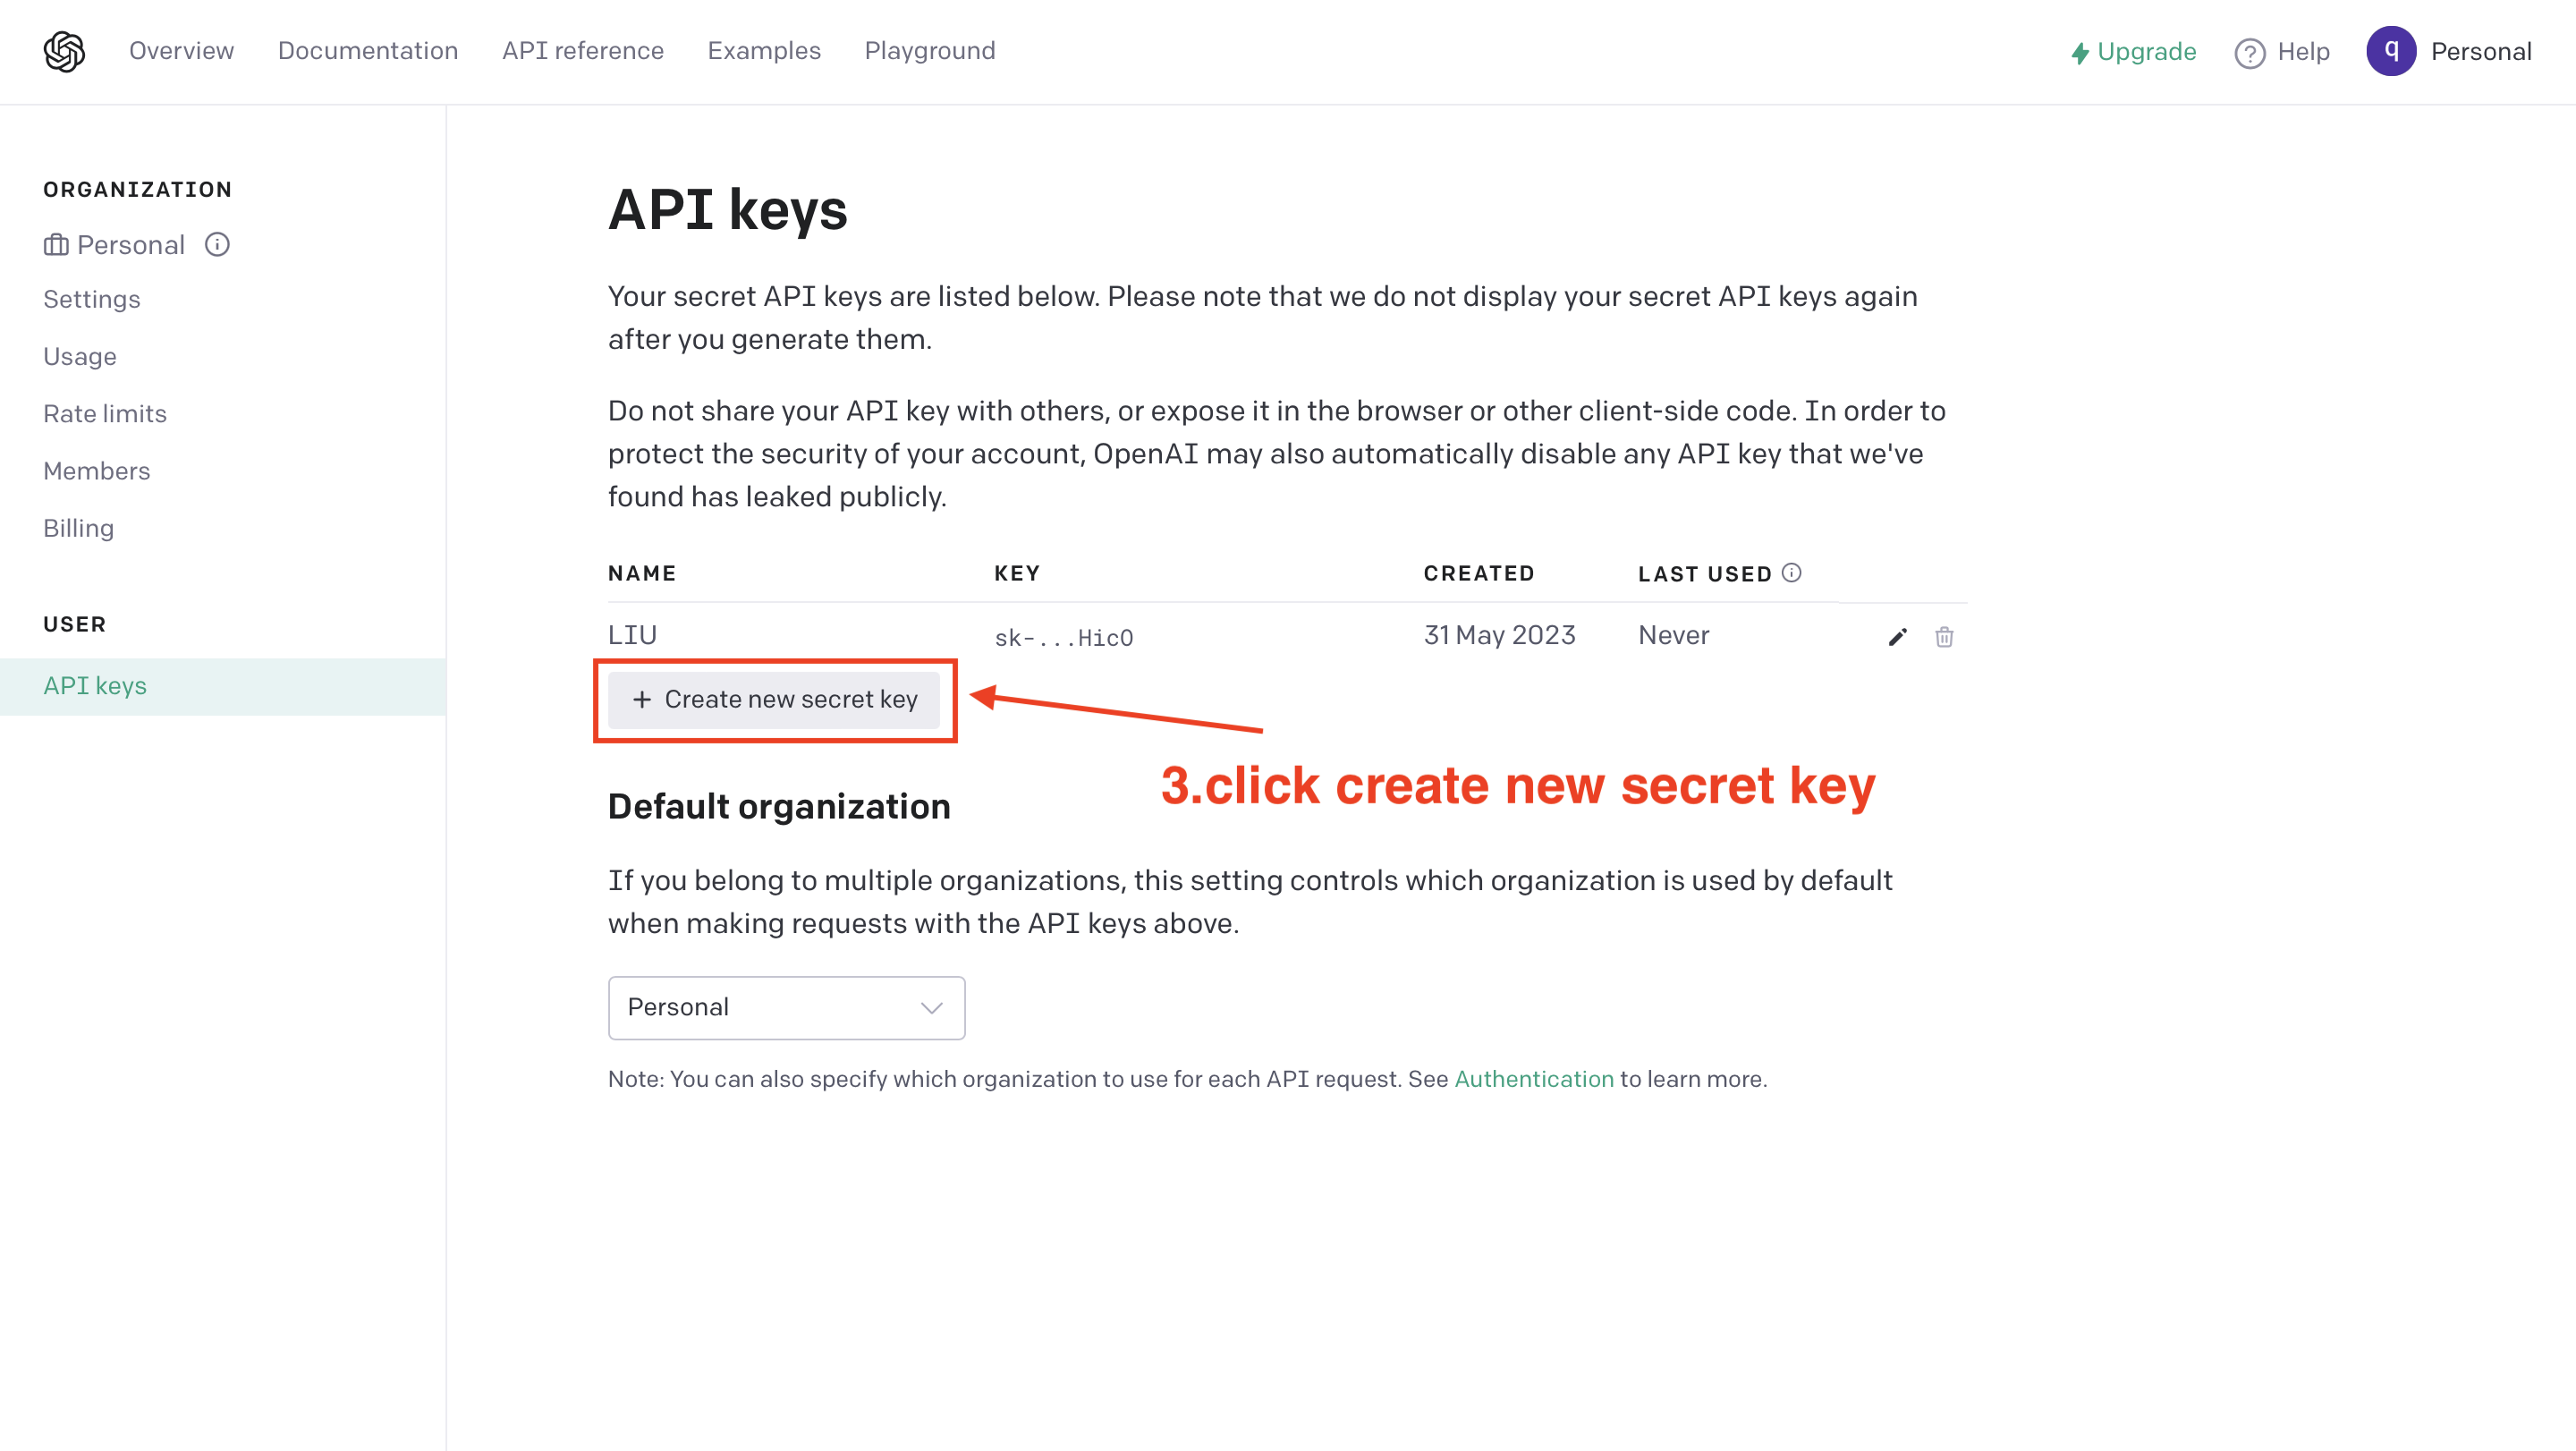 Overview Documentation API reference Examples Playground Upgrade Help q Personal
ORGANIZATION
Personal
Settings
Usage
Rate limits
Members
Billing
USER
API keys
API keys
Your secret API keys are listed below. Please note that we do not display your secret API keys again
after you generate them.
Do not share your API key with others, or expose it in the browser or other client-side code. In order to
protect the security of your account, OpenAI may also automatically disable any API key that we've
found has leaked publicly.
NAME KEY CREATED LAST USED
LIU sk-...HicO 31 May 2023 Never
+ Create new secret key
3.click create new secret key
Default organization
If you belong to multiple organizations, this setting controls which organization is used by default
when making requests with the API keys above.
Personal
Note: You can also specify which organization to use for each API request. See Authentication to learn more.